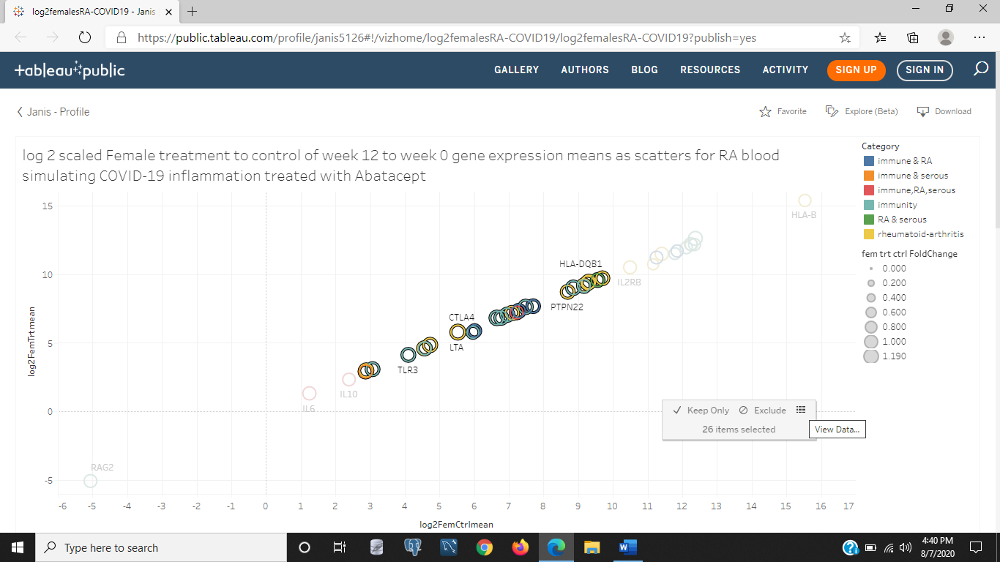 log2femalesRA-COVID19 - Janis
https://public.tableau.com/profile/janis5126#!/vizhome/log2femalesRA-COVID19/log2femalesRA-COVID19?publish=yes
+ableau public
GALLERY AUTHORS BLOG RESOURCES ACTIVITY SIGN UP SIGN IN
Janis - Profile
Favorite Explore (Beta) Download
log 2 scaled Female treatment to control of week 12 to week 0 gene expression means as scatters for RA blood
simulating COVID-19 inflammation treated with Abatacept
Category
immune & RA
immune & serous
immune,RA,serous
immunity
RA & serous
rheumatoid-arthritis
fem trt ctrl FoldChange
0.000
0.200
0.400
0.600
0.800
1.000
1.190
log2FemTrtmean
15
10
5
0
-5
HLA-B
HLA-DQB1
IL2RB
PTPN22
CTLA4
LTA
TLR3
IL10
IL6
RAG2
Keep Only Exclude
26 items selected
View Data...
-6 -5 -4 -3 -2 -1 0 1 2 3 4 5 6 7 8 9 10 11 12 13 14 15 16 17
log2FemCtrlmean
Type here to search
4:40 PM
8/7/2020